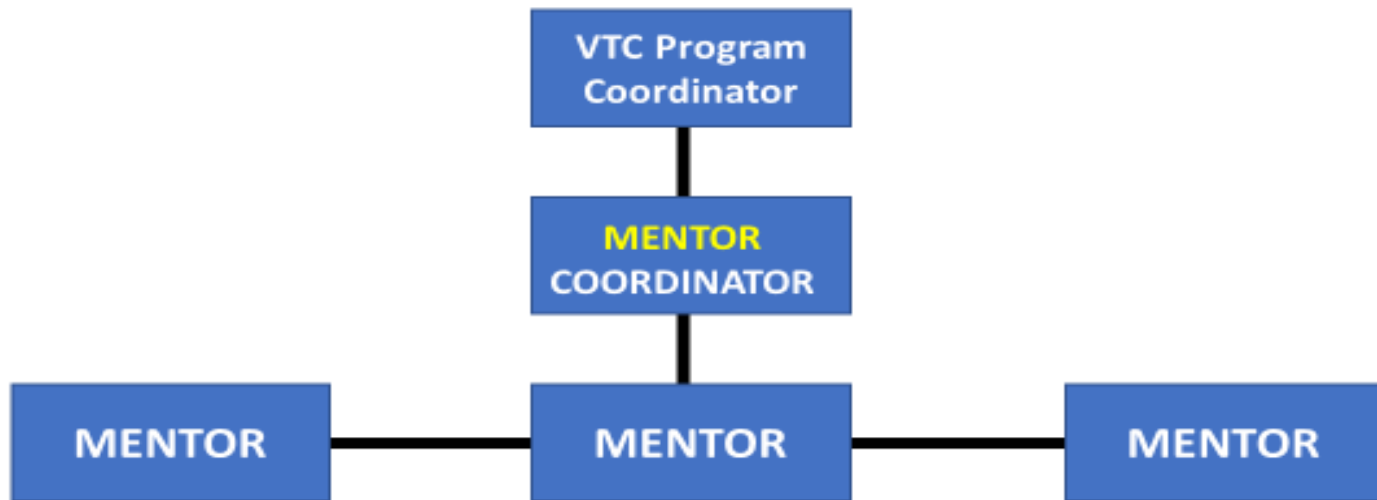 VTC Program
Coordinator
MENTOR
COORDINATOR
MENTOR
MENTOR
MENTOR